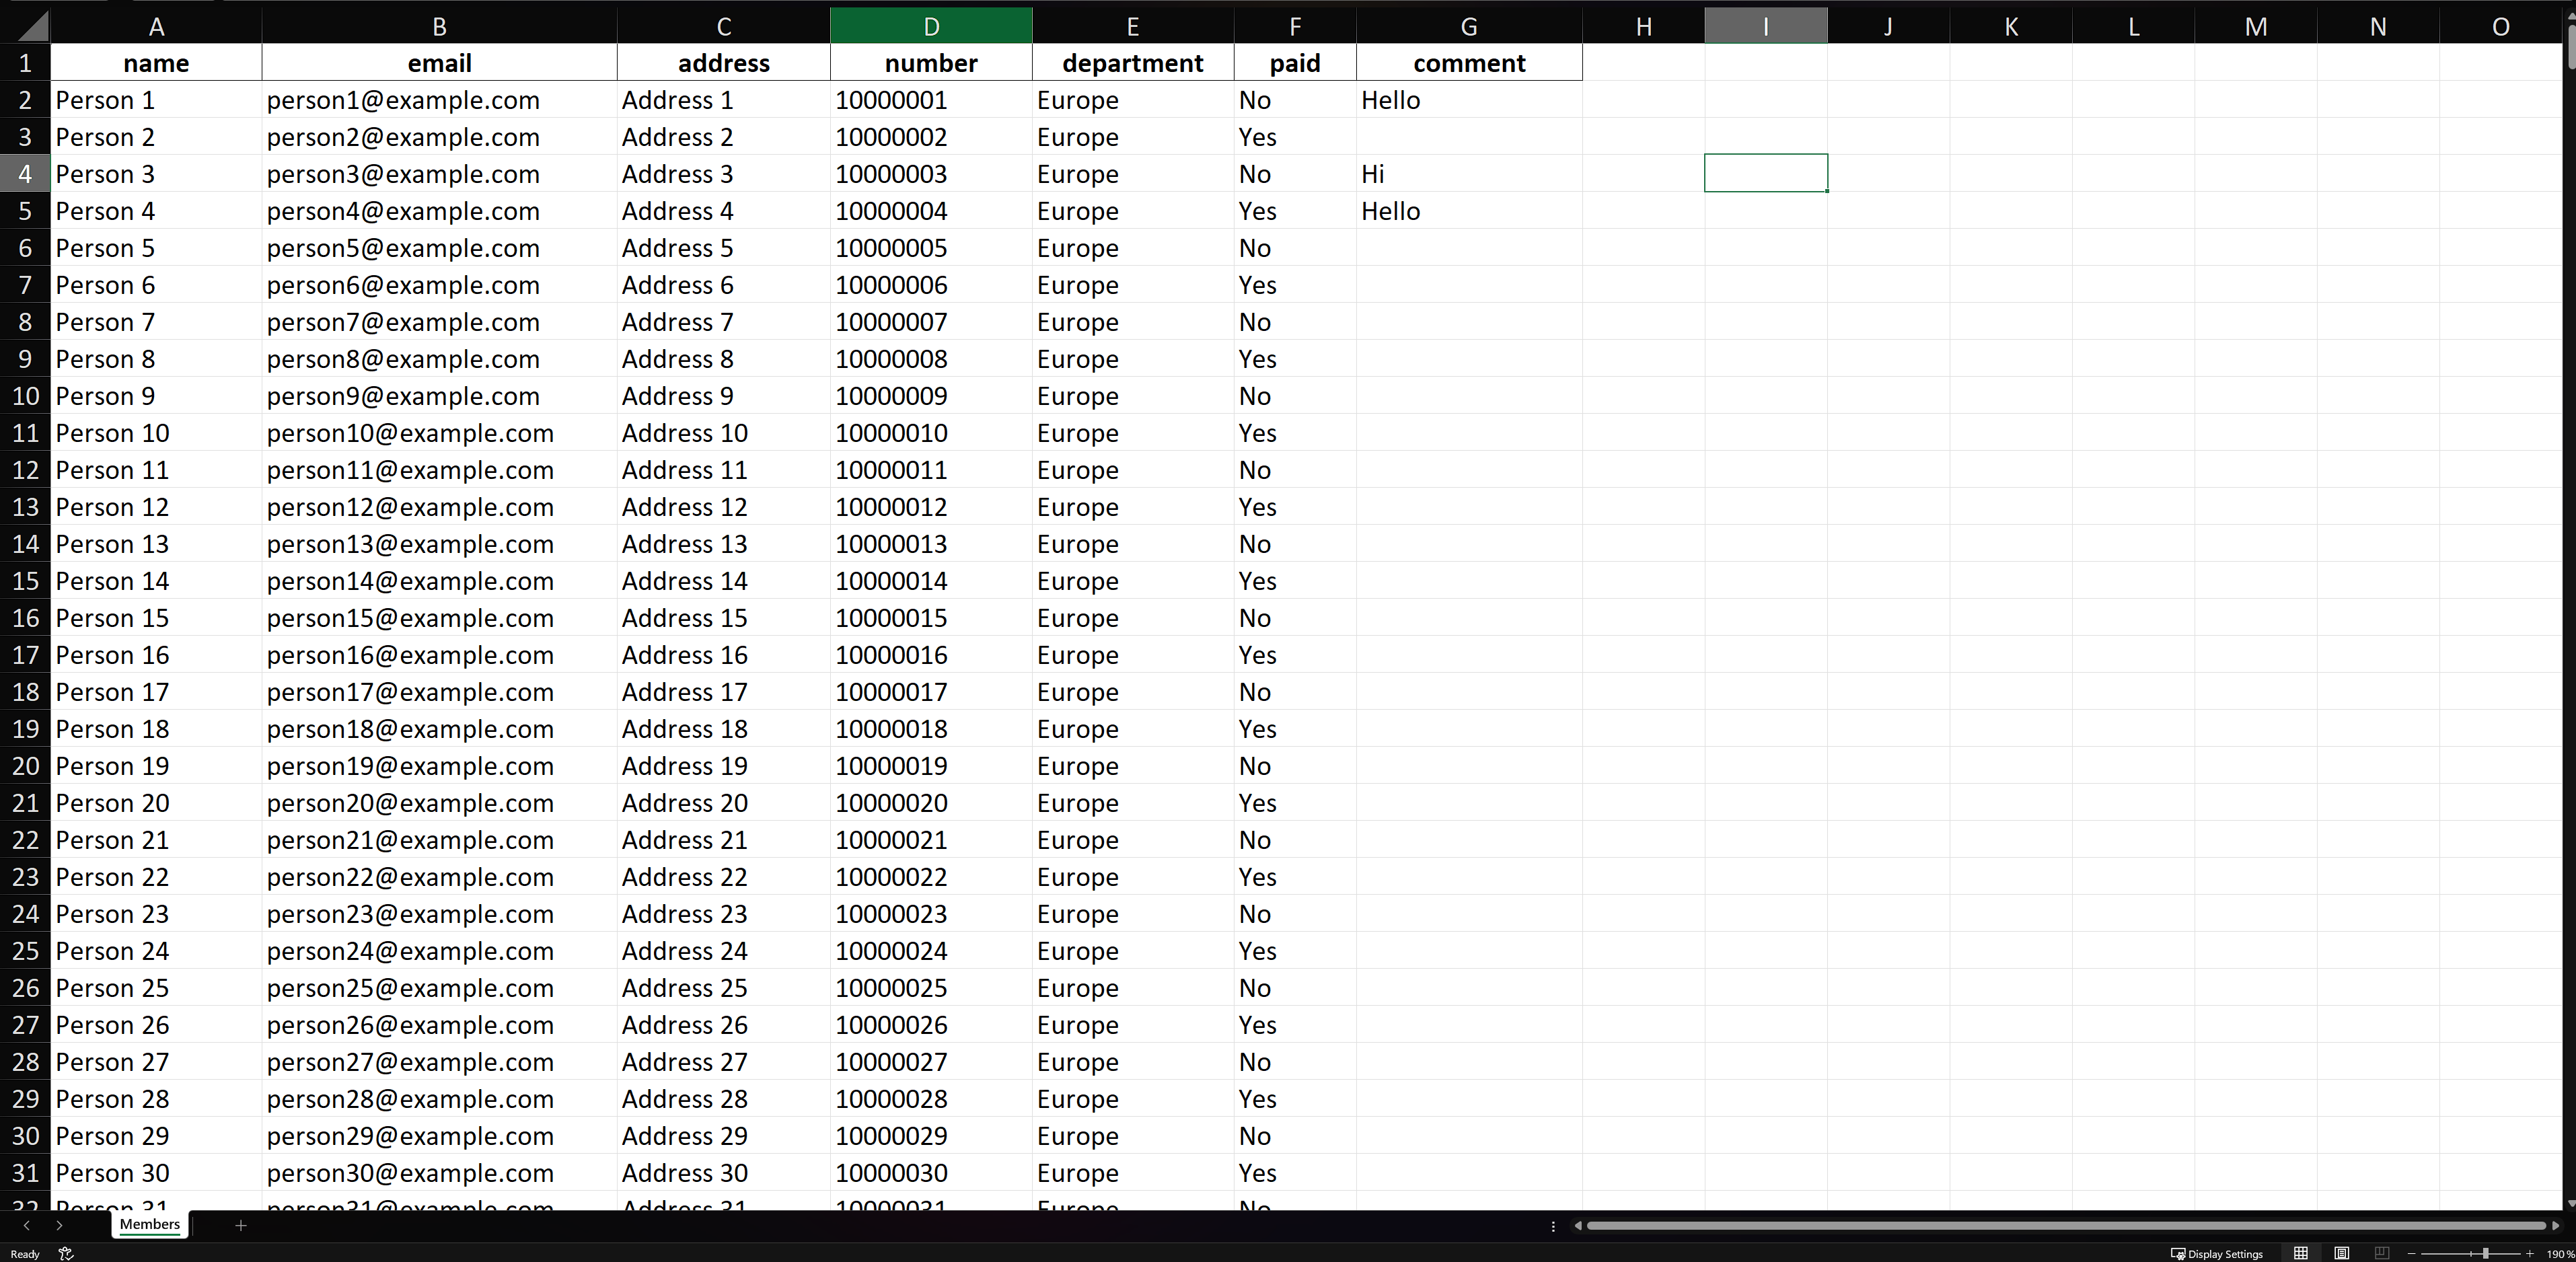 A B C D E F G H I J K L M N O
1 name email address number department paid comment
2 Person 1 person1@example.com Address 1 10000001 Europe No Hello
3 Person 2 person2@example.com Address 2 10000002 Europe Yes
4 Person 3 person3@example.com Address 3 10000003 Europe No Hi
5 Person 4 person4@example.com Address 4 10000004 Europe Yes Hello
6 Person 5 person5@example.com Address 5 10000005 Europe No
7 Person 6 person6@example.com Address 6 10000006 Europe Yes
8 Person 7 person7@example.com Address 7 10000007 Europe No
9 Person 8 person8@example.com Address 8 10000008 Europe Yes
10 Person 9 person9@example.com Address 9 10000009 Europe No
11 Person 10 person10@example.com Address 10 10000010 Europe Yes
12 Person 11 person11@example.com Address 11 10000011 Europe No
13 Person 12 person12@example.com Address 12 10000012 Europe Yes
14 Person 13 person13@example.com Address 13 10000013 Europe No
15 Person 14 person14@example.com Address 14 10000014 Europe Yes
16 Person 15 person15@example.com Address 15 10000015 Europe No
17 Person 16 person16@example.com Address 16 10000016 Europe Yes
18 Person 17 person17@example.com Address 17 10000017 Europe No
19 Person 18 person18@example.com Address 18 10000018 Europe Yes
20 Person 19 person19@example.com Address 19 10000019 Europe No
21 Person 20 person20@example.com Address 20 10000020 Europe Yes
22 Person 21 person21@example.com Address 21 10000021 Europe No
23 Person 22 person22@example.com Address 22 10000022 Europe Yes
24 Person 23 person23@example.com Address 23 10000023 Europe No
25 Person 24 person24@example.com Address 24 10000024 Europe Yes
26 Person 25 person25@example.com Address 25 10000025 Europe No
27 Person 26 person26@example.com Address 26 10000026 Europe Yes
28 Person 27 person27@example.com Address 27 10000027 Europe No
29 Person 28 person28@example.com Address 28 10000028 Europe Yes
30 Person 29 person29@example.com Address 29 10000029 Europe No
31 Person 30 person30@example.com Address 30 10000030 Europe Yes
32 Person 31 person31@example.com Address 31 10000031 Europe No
Members
Ready Display Settings 190 %